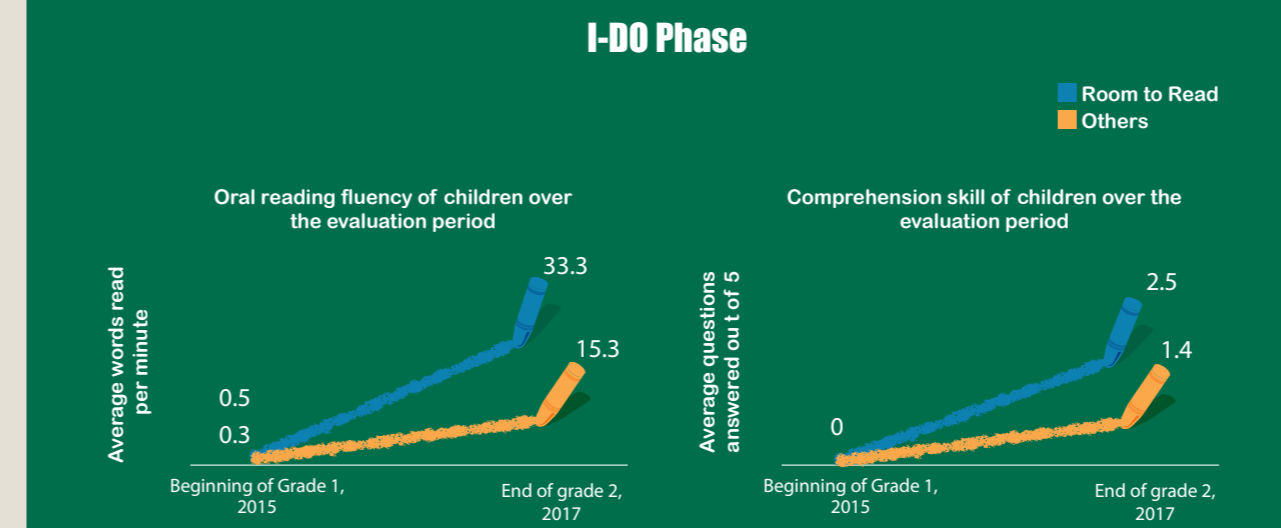 I-DO Phase
Room to Read
Others
Oral reading fluency of children over
the evaluation period
Average words read
per minute
33.3
15.3
0.5
0.3
Beginning of Grade 1,
2015
End of grade 2,
2017
Comprehension skill of children over the
evaluation period
Average questions
answered ou t of 5
2.5
1.4
0
Beginning of Grade 1,
2015
End of grade 2,
2017